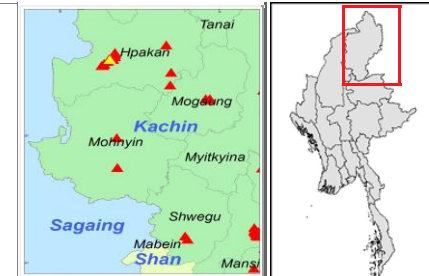 Tanai
Hpakan
Mogaung
Kachin
Mohnyin
Myitkyina
Shwegu
Sagaing
Mabein
Shan
Mansi